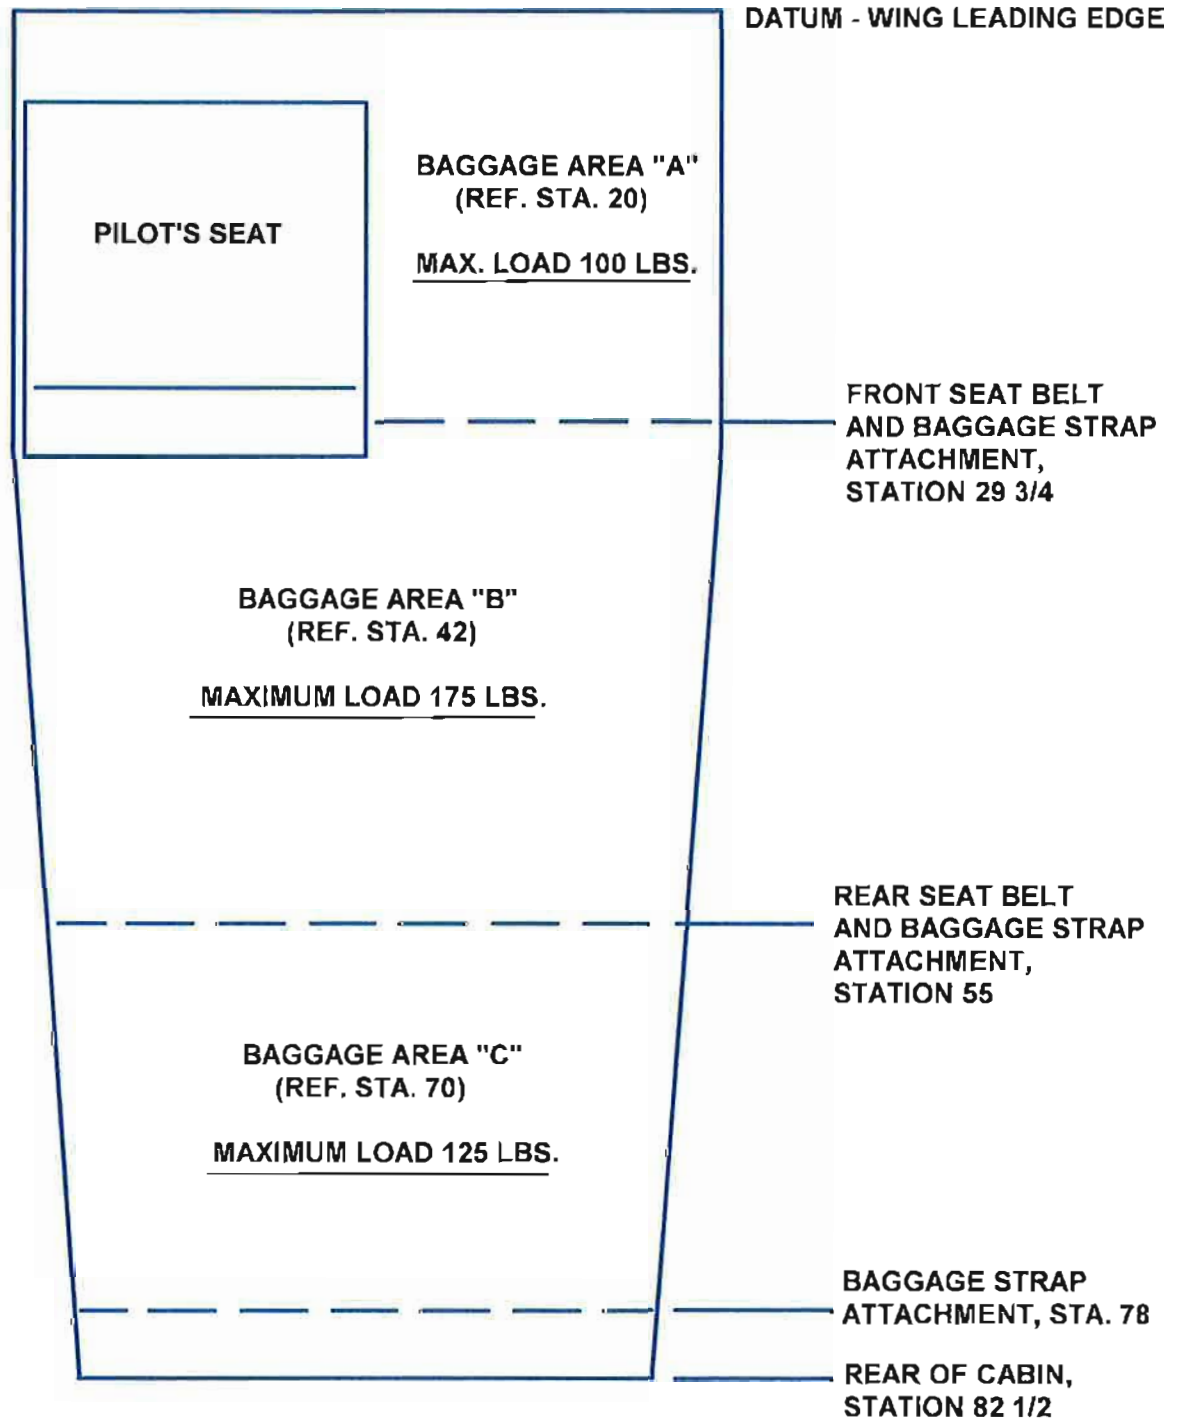 DATUM - WING LEADING EDGE
BAGGAGE AREA "A"
(REF. STA. 20)
PILOT'S SEAT
MAX. LOAD 100 LBS.
FRONT SEAT BELT
AND BAGGAGE STRAP
ATTACHMENT,
STATION 29 3/4
BAGGAGE AREA "B"
(REF. STA. 42)
MAXIMUM LOAD 175 LBS.
REAR SEAT BELT
AND BAGGAGE STRAP
ATTACHMENT,
STATION 55
BAGGAGE AREA "C"
(REF. STA. 70)
MAXIMUM LOAD 125 LBS.
BAGGAGE STRAP
ATTACHMENT, STA. 78
REAR OF CABIN,
STATION 82 1/2